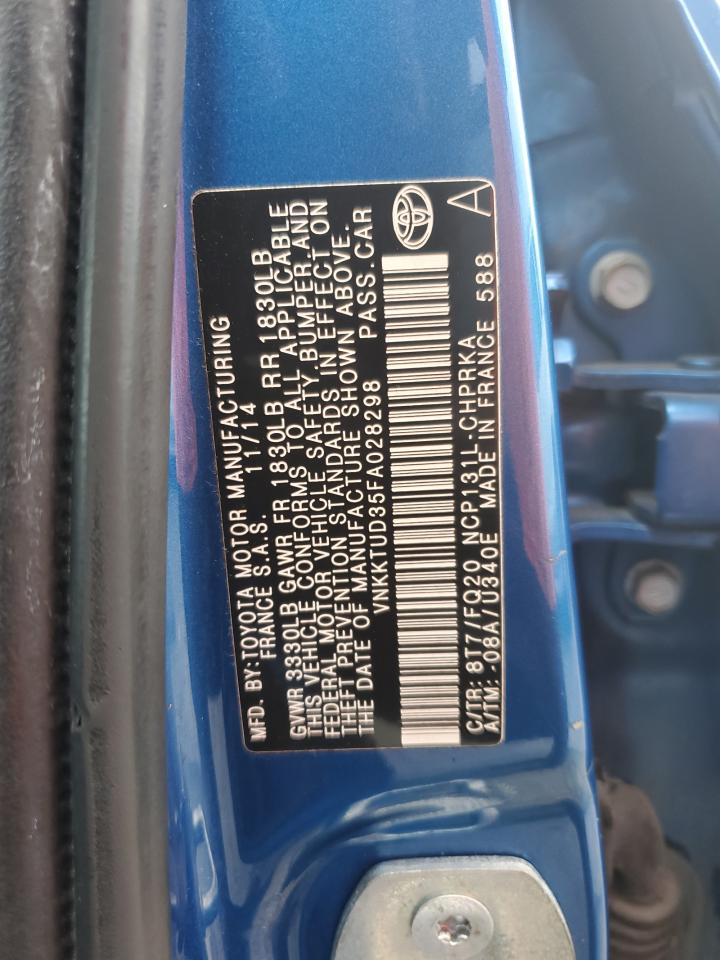 MFD. BY: TOYOTA MOTOR MANUFACTURING
FRANCE S.A.S. 11/14
GVWR 3330LB GAWR FR 1830LB RR 1830LB
THIS VEHICLE CONFORMS TO ALL APPLICABLE
FEDERAL MOTOR VEHICLE SAFETY,BUMPER,AND
THEFT PREVENTION STANDARDS IN EFFECT ON
THE DATE OF MANUFACTURE SHOWN ABOVE.
VNKKTUD35FA028298 PASS.CAR
C/TR: 8T7/FQ20 NCP131L-CHPRKA
A/TM: -08A/U340E MADE IN FRANCE 588
A